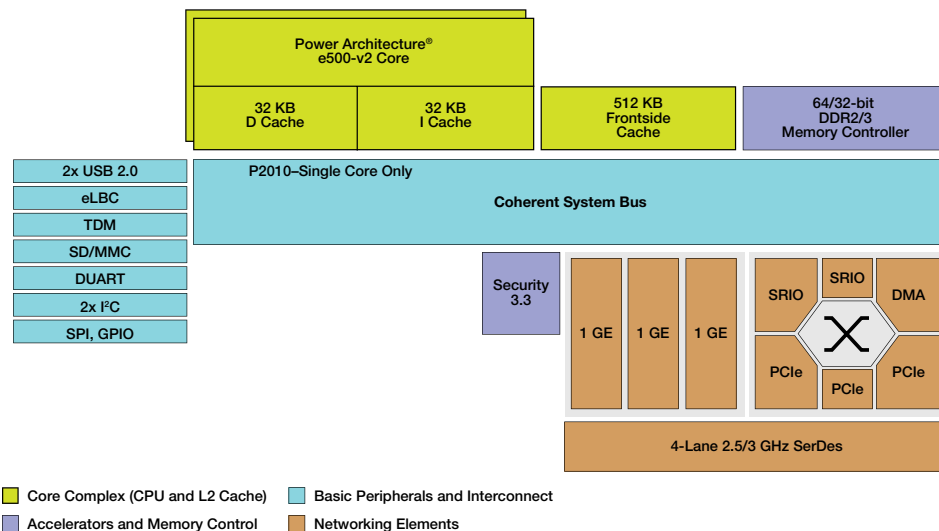 Power Architecture®
e500-v2 Core
32 KB
D Cache
32 KB
I Cache
512 KB
Frontside
Cache
64/32-bit
DDR2/3
Memory Controller
2x USB 2.0
eLBC
TDM
SD/MMC
DUART
2x I²C
SPI, GPIO
P2010–Single Core Only
Coherent System Bus
Security
3.3
1 GE
1 GE
1 GE
SRIO
SRIO
DMA
PCIe
PCIe
PCIe
4-Lane 2.5/3 GHz SerDes
Core Complex (CPU and L2 Cache)
Basic Peripherals and Interconnect
Accelerators and Memory Control
Networking Elements